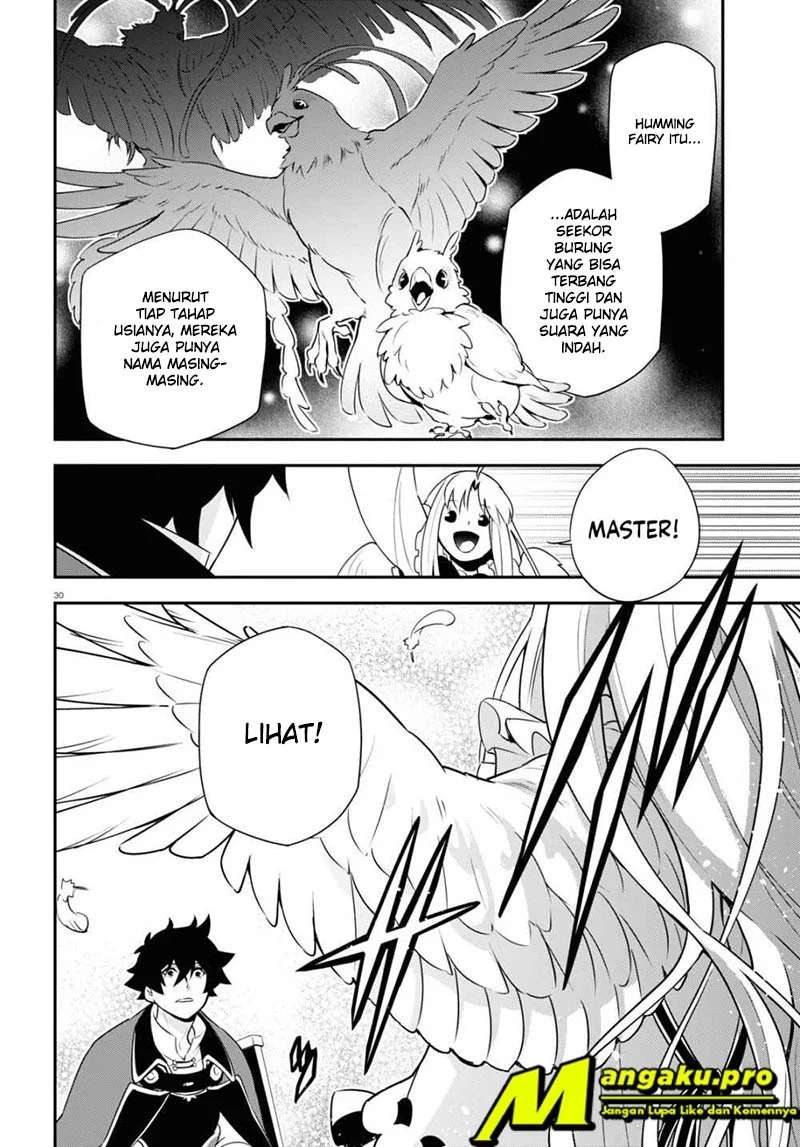 HUMMING
FAIRY ITU...
...ADALAH
SEEKOR
BURUNG
YANG BISA
TERBANG
TINGGI DAN
JUGA PUNYA
SUARA YANG
INDAH.
MENURUT
TIAP TAHAP
USIANYA, MEREKA
JUGA PUNYA
NAMA MASING-
MASING.
MASTER!
30
LIHAT!
Mangaku.pro
Jangan Lupa Like dan Komennya